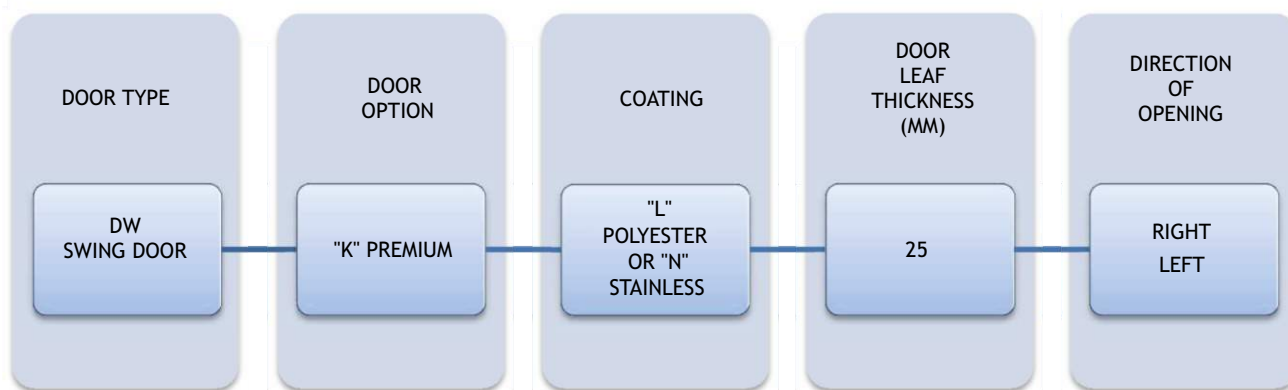 DOOR TYPE
DOOR
OPTION
COATING
DOOR
LEAF
THICKNESS
(MM)
DIRECTION
OF
OPENING
DW
SWING DOOR
"K" PREMIUM
"L"
POLYESTER
OR "N"
STAINLESS
25
RIGHT
LEFT